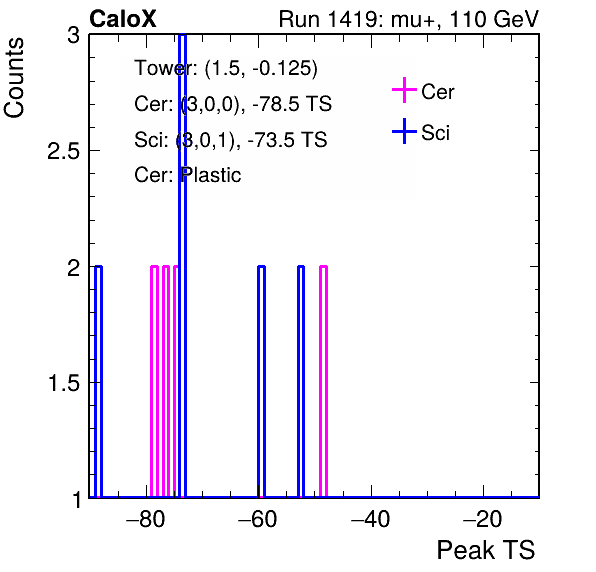 CaloX Run 1419: mu+, 110 GeV
Counts
3
2.5
2
1.5
1
Tower: (1.5, -0.125)
Cer: (3,0,0), -78.5 TS
Sci: (3,0,1), -73.5 TS
Cer: Plastic
Cer
Sci
−80 −60 −40 −20
Peak TS